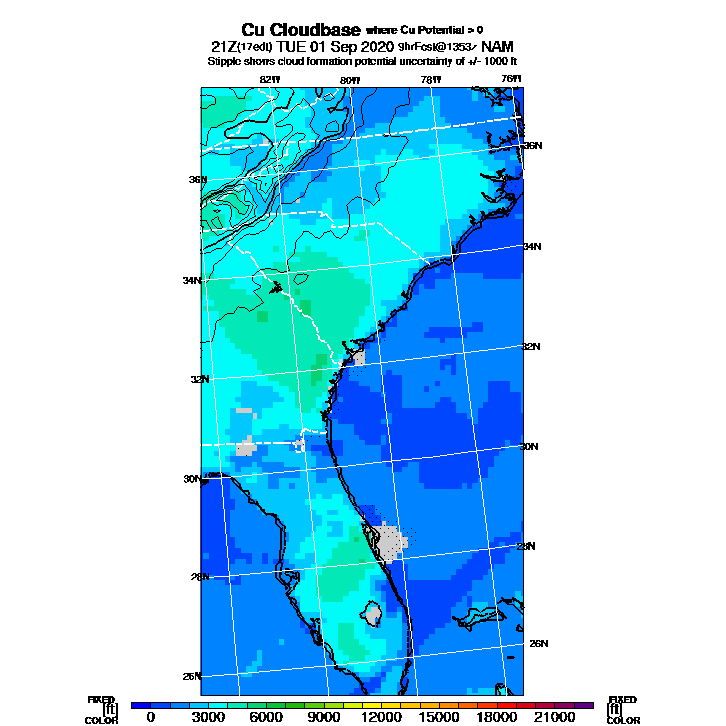 Cu Cloudbase where Cu Potential > 0
21Z(17edt) TUE 01 Sep 2020 9hrFcst@1353z NAM
Stipple shows cloud formation potential uncertainty of +/- 1000 ft
82W 80W 78W 76W
36N
36N
34N
34N
32N
32N
30N
30N
28N
28N
26N
26N
FIXED FIXED
[ft] [ft]
COLOR 0 3000 6000 9000 12000 15000 18000 21000 COLOR